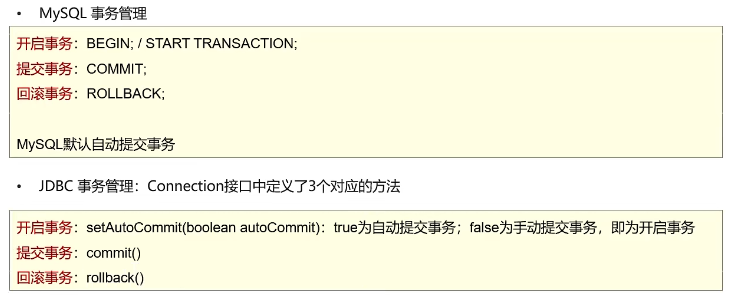 • MySQL 事务管理
开启事务：BEGIN; / START TRANSACTION;
提交事务：COMMIT;
回滚事务：ROLLBACK;
MySQL默认自动提交事务
• JDBC 事务管理：Connection接口中定义了3个对应的方法
开启事务：setAutoCommit(boolean autoCommit)：true为自动提交事务；false为手动提交事务，即为开启事务
提交事务：commit()
回滚事务：rollback()